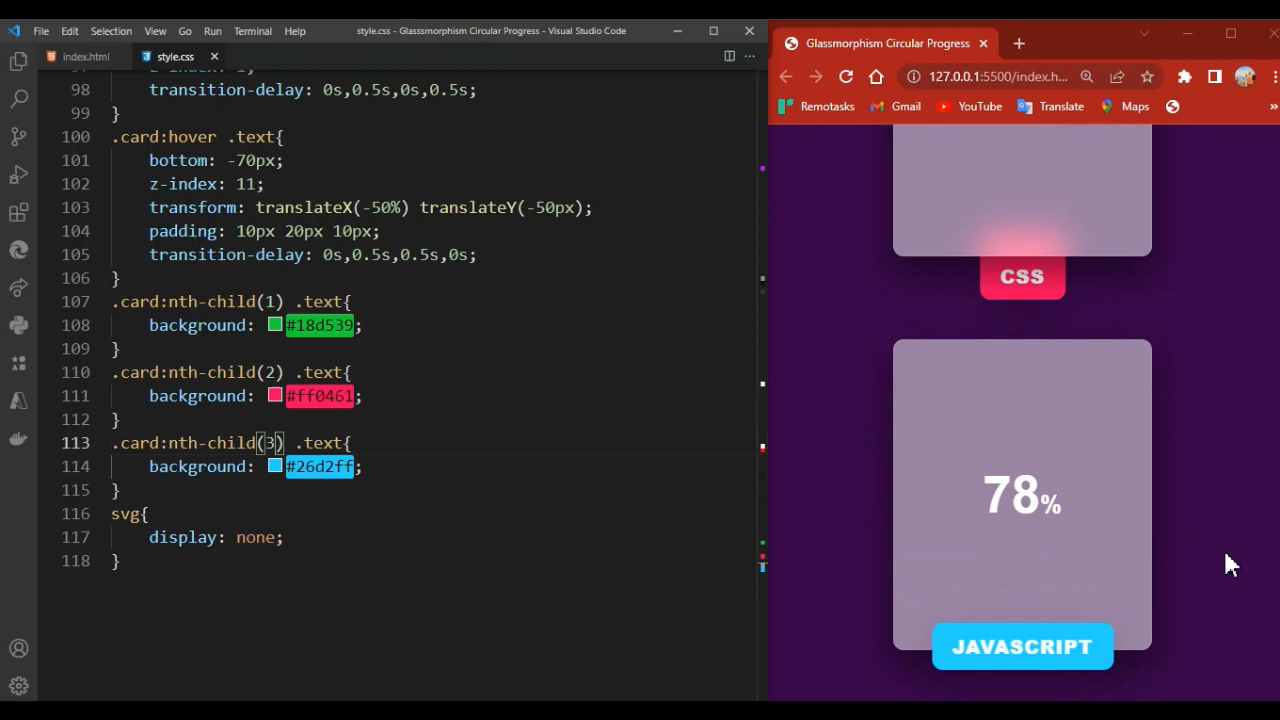 File Edit Selection View Go Run Terminal Help style.css - Glasssmorphism Circular Progress - Visual Studio Code
index.html style.css
98 transition-delay: 0s,0.5s,0s,0.5s;
99 }
100 .card:hover .text{
101 bottom: -70px;
102 z-index: 11;
103 transform: translateX(-50%) translateY(-50px);
104 padding: 10px 20px 10px;
105 transition-delay: 0s,0.5s,0.5s,0s;
106 }
107 .card:nth-child(1) .text{
108 background: #18d539;
109 }
110 .card:nth-child(2) .text{
111 background: #ff0461;
112 }
113 .card:nth-child(3) .text{
114 background: #26d2ff;
115 }
116 svg{
117 display: none;
118 }
Glassmorphism Circular Progress
127.0.0.1:5500/index.h...
Remotasks Gmail YouTube Translate Maps »
CSS
78%
JAVASCRIPT